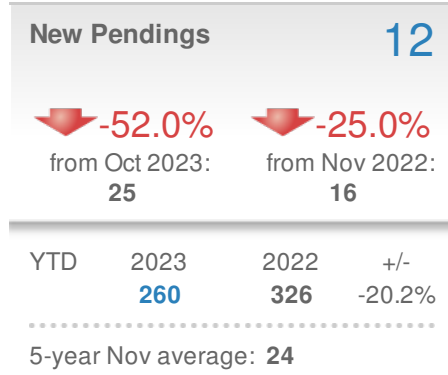 New Pendings 12
-52.0% -25.0%
from Oct 2023: from Nov 2022:
25 16
YTD 2023 2022 +/-
260 326 -20.2%
5-year Nov average: 24